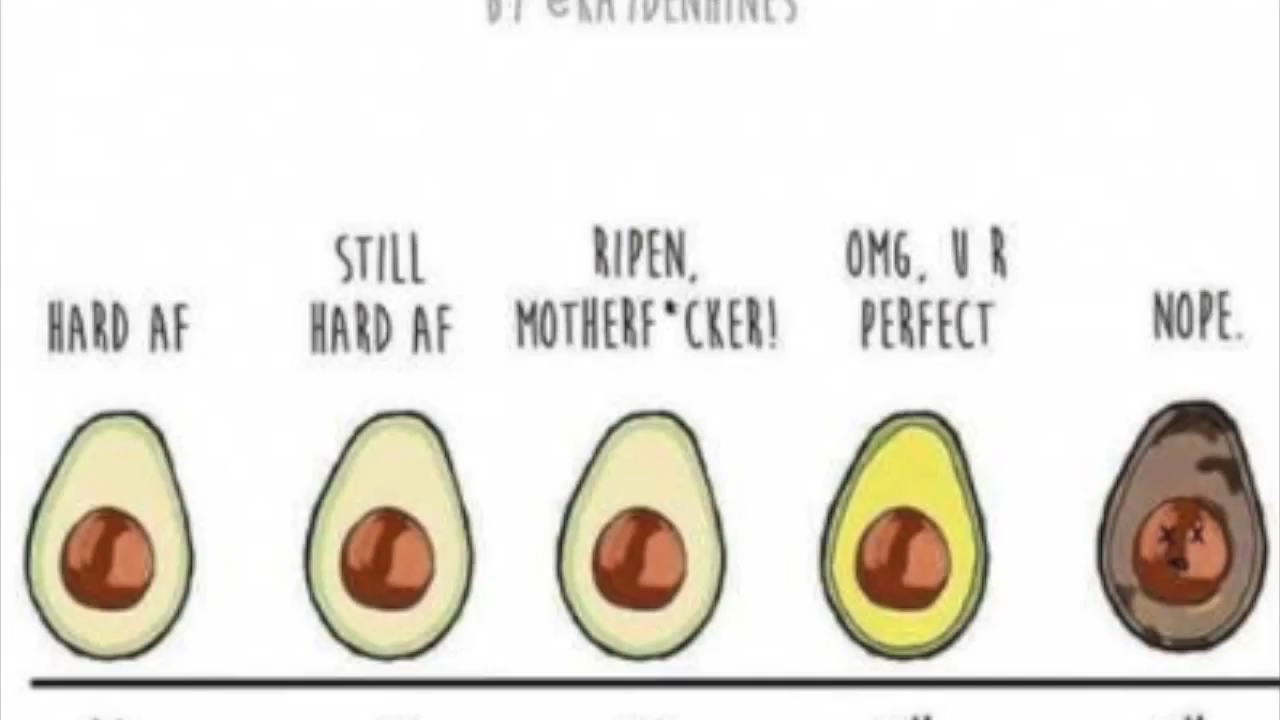 HARD AF
STILL
HARD AF
RIPEN,
MOTHERF*CKER!
OMG, U R
PERFECT
NOPE.